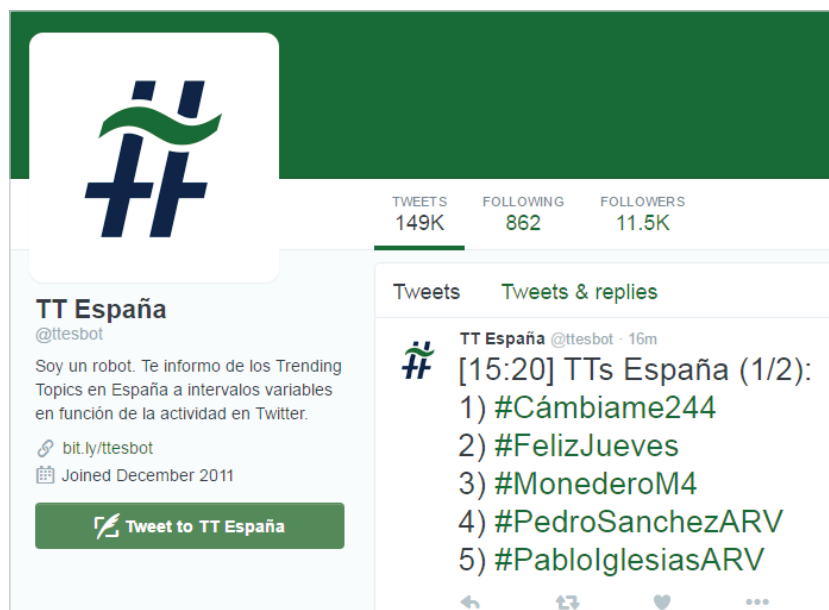 TWEETS FOLLOWING FOLLOWERS
149K 862 11.5K
TT España
@ttesbot
Soy un robot. Te informo de los Trending
Topics en España a intervalos variables
en función de la actividad en Twitter.
bit.ly/ttesbot
Joined December 2011
Tweet to TT España
Tweets Tweets & replies
TT España @ttesbot · 16m
[15:20] TTs España (1/2):
1) #Cámbiame244
2) #FelizJueves
3) #MonederoM4
4) #PedroSanchezARV
5) #PabloIglesiasARV